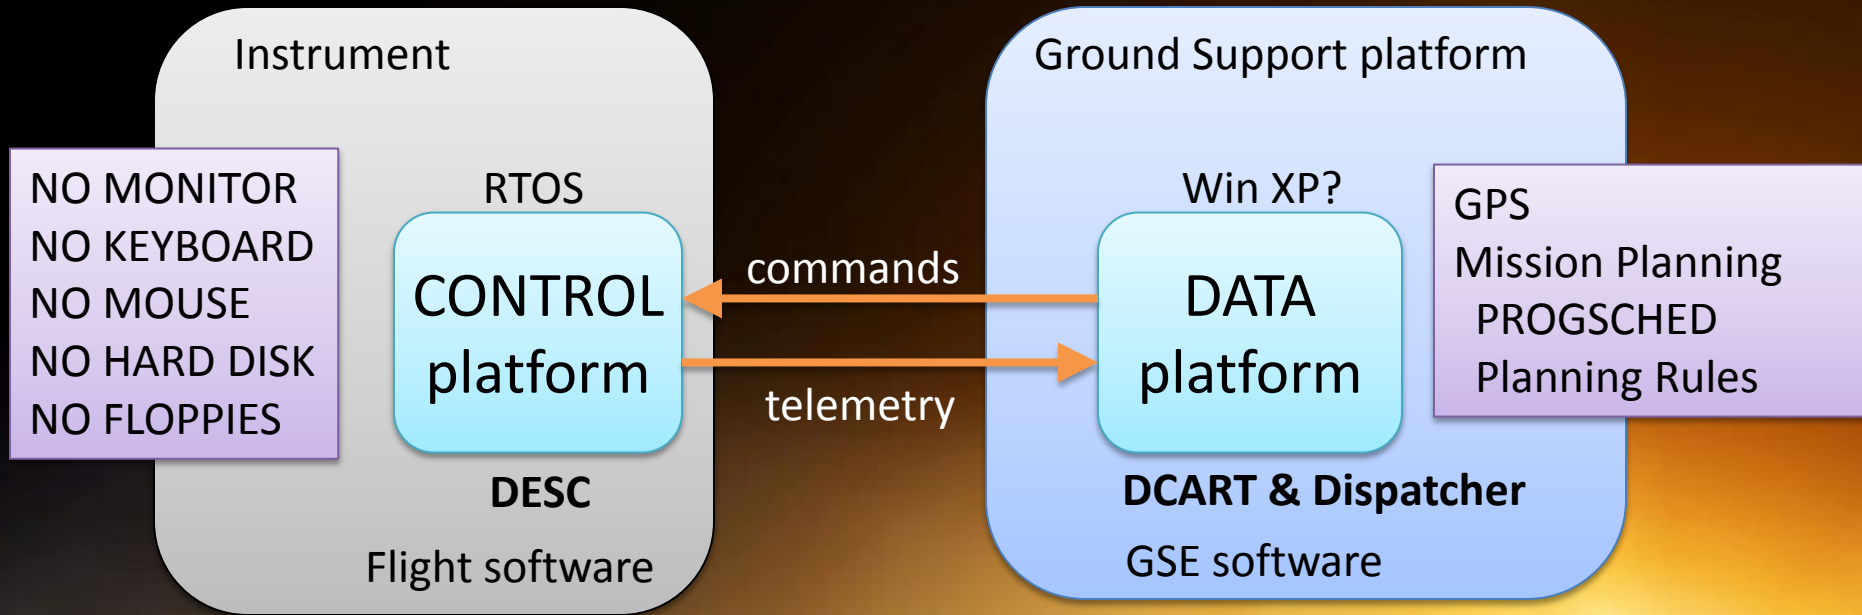 Instrument
NO MONITOR
NO KEYBOARD
NO MOUSE
NO HARD DISK
NO FLOPPIES
RTOS
CONTROL
platform
DESC
Flight software
commands
telemetry
Ground Support platform
Win XP?
DATA
platform
DCART & Dispatcher
GSE software
GPS
Mission Planning
PROGSCHED
Planning Rules